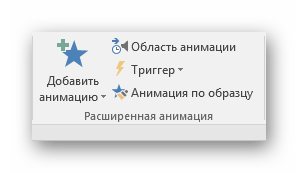 Добавить
анимацию
Область анимации
Триггер
Анимация по образцу
Расширенная анимация